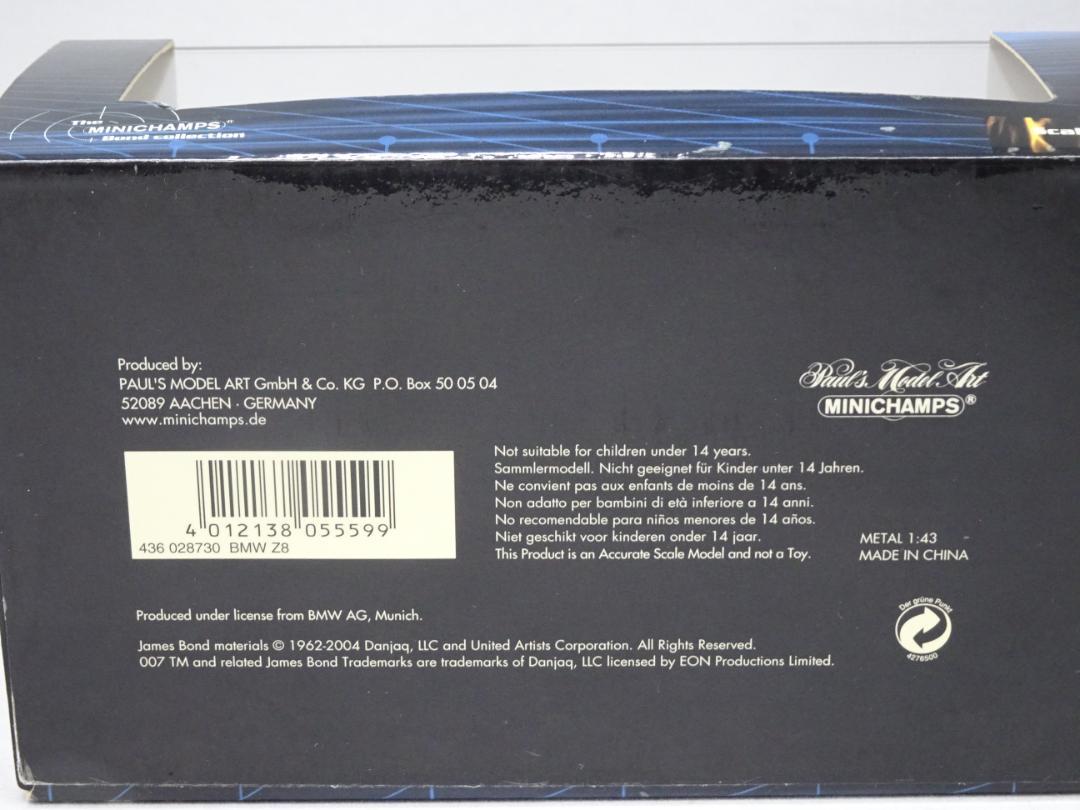 The
MINICHAMPS®
Bond collection
Produced by:
PAUL'S MODEL ART GmbH & Co. KG P.O. Box 50 05 04
52089 AACHEN · GERMANY
www.minichamps.de
Paul's Model Art
MINICHAMPS®
4 012138 055599
436 028730 BMW Z8
Not suitable for children under 14 years.
Sammlermodell. Nicht geeignet für Kinder unter 14 Jahren.
Ne convient pas aux enfants de moins de 14 ans.
Non adatto per bambini di età inferiore a 14 anni.
No recomendable para niños menores de 14 años.
Niet geschikt voor kinderen onder 14 jaar.
This Product is an Accurate Scale Model and not a Toy.
METAL 1:43
MADE IN CHINA
Produced under license from BMW AG, Munich.
James Bond materials © 1962-2004 Danjaq, LLC and United Artists Corporation. All Rights Reserved.
007 TM and related James Bond Trademarks are trademarks of Danjaq, LLC licensed by EON Productions Limited.
Der grüne Punkt
4276500